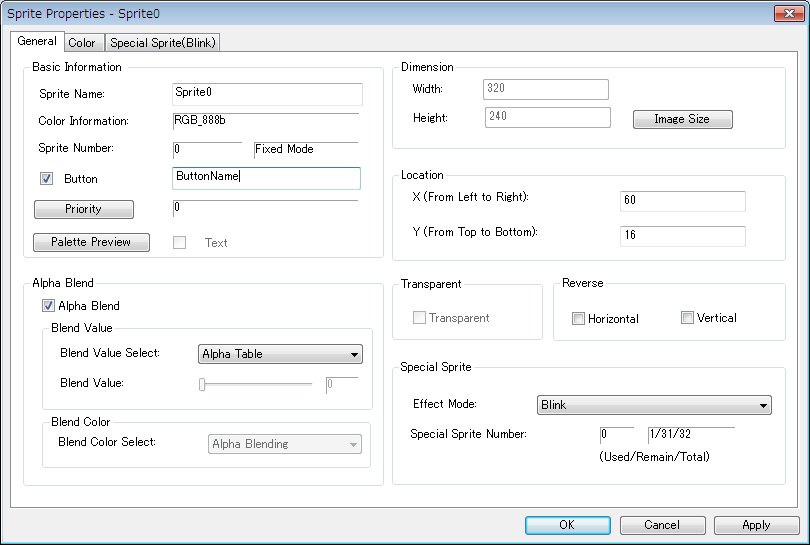 Sprite Properties - Sprite0
General Color Special Sprite(Blink)
Basic Information
Sprite Name: Sprite0
Color Information: RGB_888b
Sprite Number: 0 Fixed Mode
Button ButtonName
Priority 0
Palette Preview Text
Alpha Blend
Alpha Blend
Blend Value
Blend Value Select: Alpha Table
Blend Value: 0
Blend Color
Blend Color Select: Alpha Blending
Dimension
Width: 320
Height: 240 Image Size
Location
X (From Left to Right): 60
Y (From Top to Bottom): 16
Transparent
Transparent
Reverse
Horizontal Vertical
Special Sprite
Effect Mode: Blink
Special Sprite Number: 0 1/31/32
(Used/Remain/Total)
OK Cancel Apply